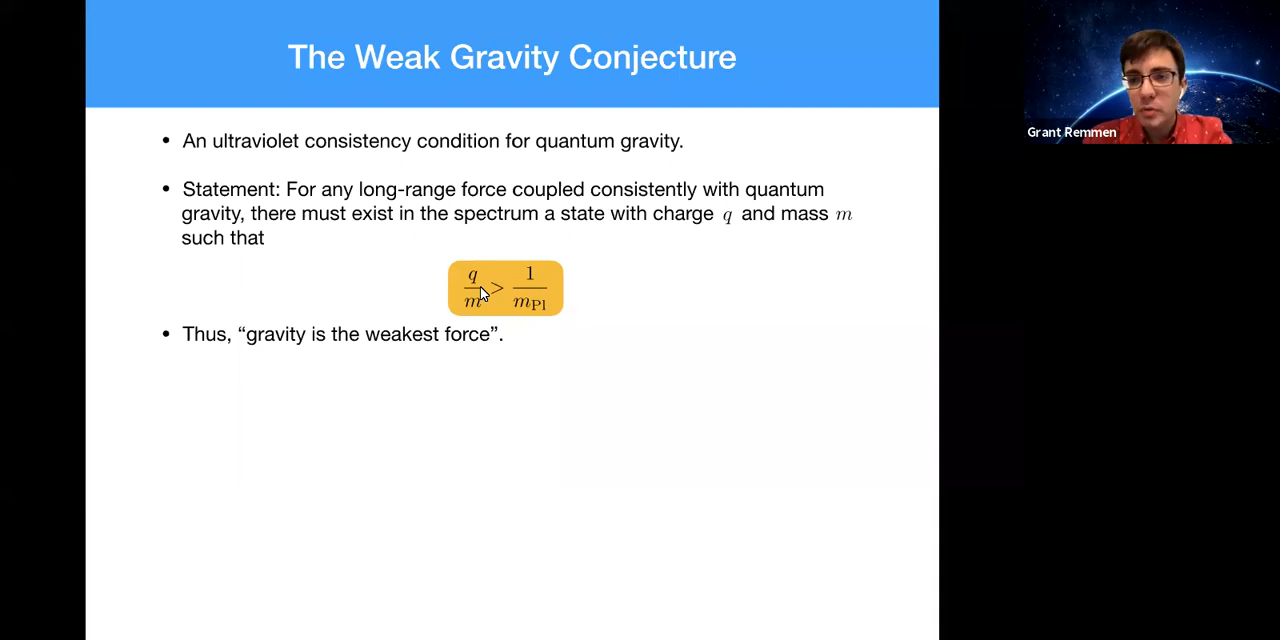 The Weak Gravity Conjecture
Grant Remmen
• An ultraviolet consistency condition for quantum gravity.
• Statement: For any long-range force coupled consistently with quantum
gravity, there must exist in the spectrum a state with charge q and mass m
such that
q/m > 1/m_Pl
• Thus, “gravity is the weakest force”.